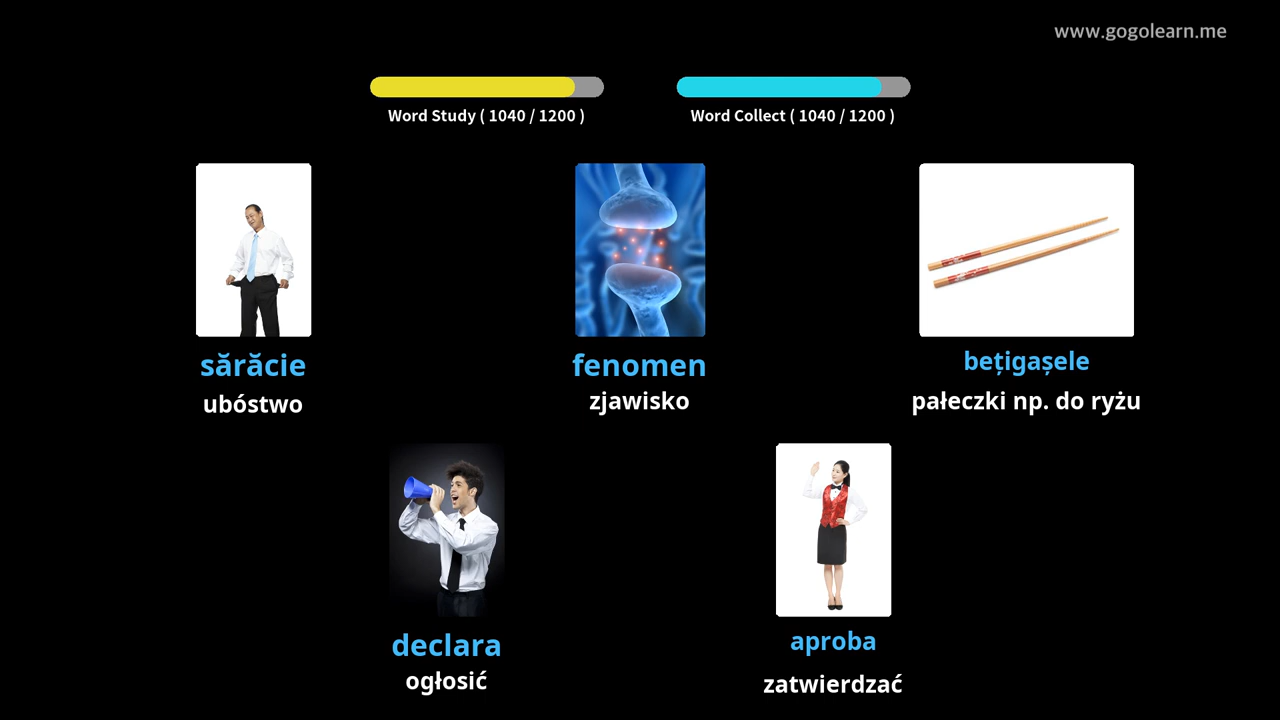 www.gogolearn.me
Word Study ( 1040 / 1200 )
Word Collect ( 1040 / 1200 )
sărăcie
ubóstwo
fenomen
zjawisko
bețigașele
pałeczki np. do ryżu
declara
ogłosić
aproba
zatwierdzać